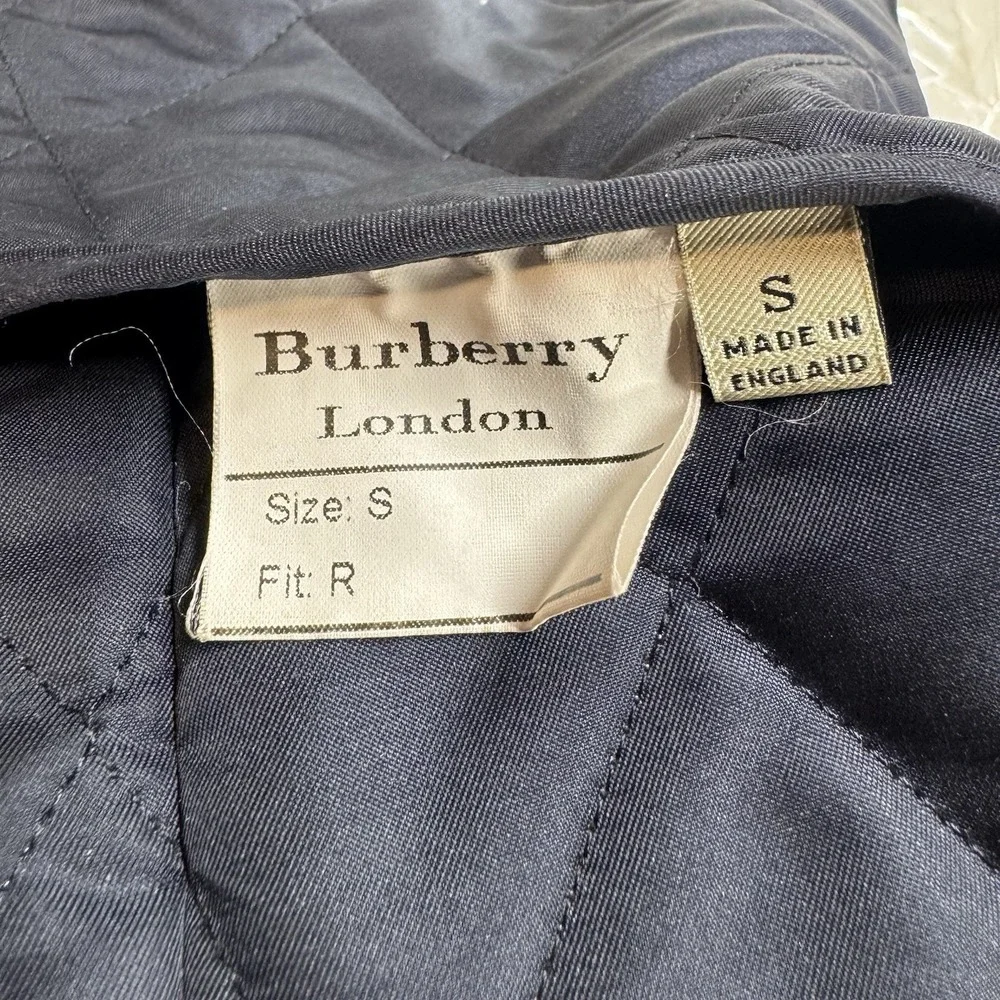 Burberry
London
Size: S
Fit: R
S
MADE IN
ENGLAND